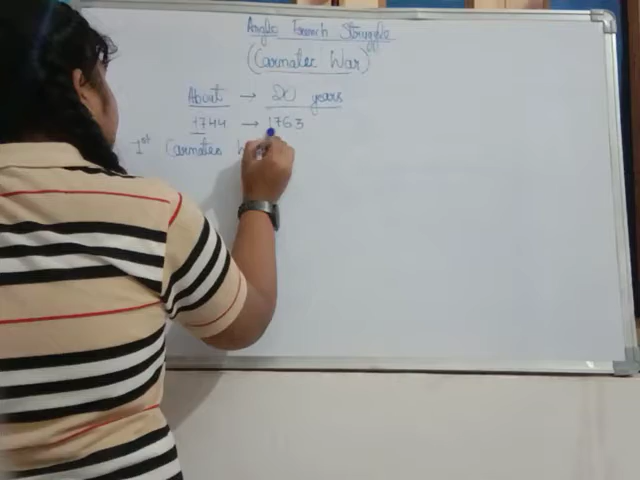 Anglo French Struggle
(Carnatic War)
About → 20 years
1744 → 1763
1st Carnatic